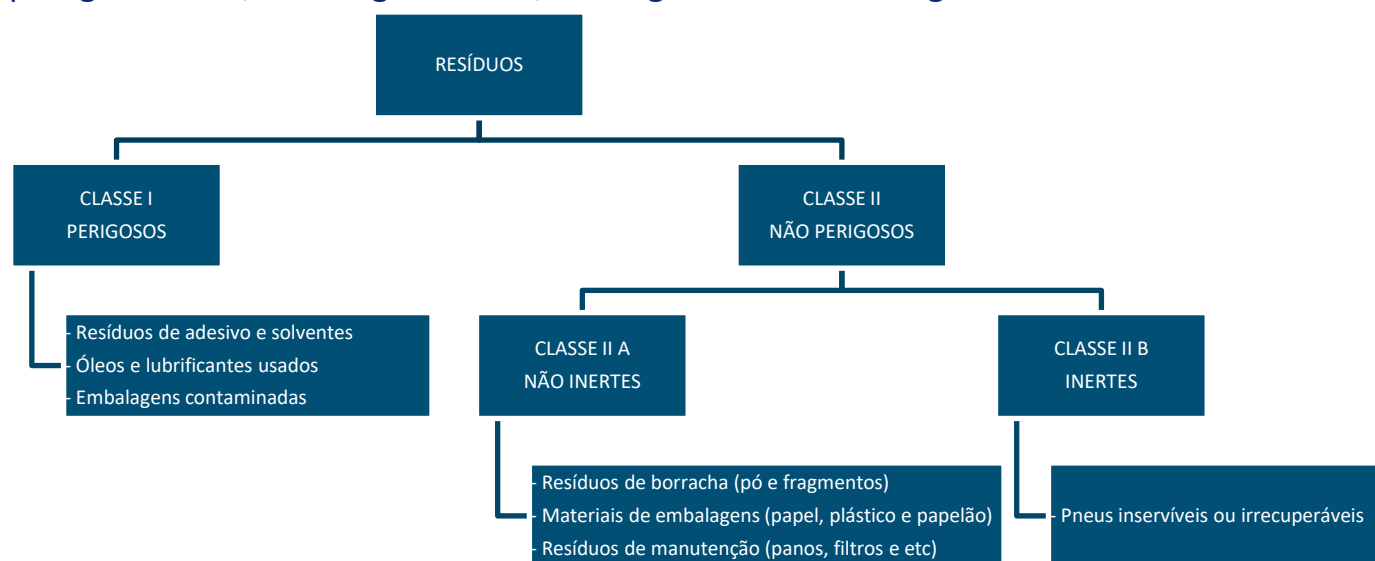 RESÍDUOS
CLASSE I
PERIGOSOS
CLASSE II
NÃO PERIGOSOS
- Resíduos de adesivo e solventes
- Óleos e lubrificantes usados
- Embalagens contaminadas
CLASSE II A
NÃO INERTES
CLASSE II B
INERTES
- Resíduos de borracha (pó e fragmentos)
- Materiais de embalagens (papel, plástico e papelão)
- Resíduos de manutenção (panos, filtros e etc)
- Pneus inservíveis ou irrecuperáveis